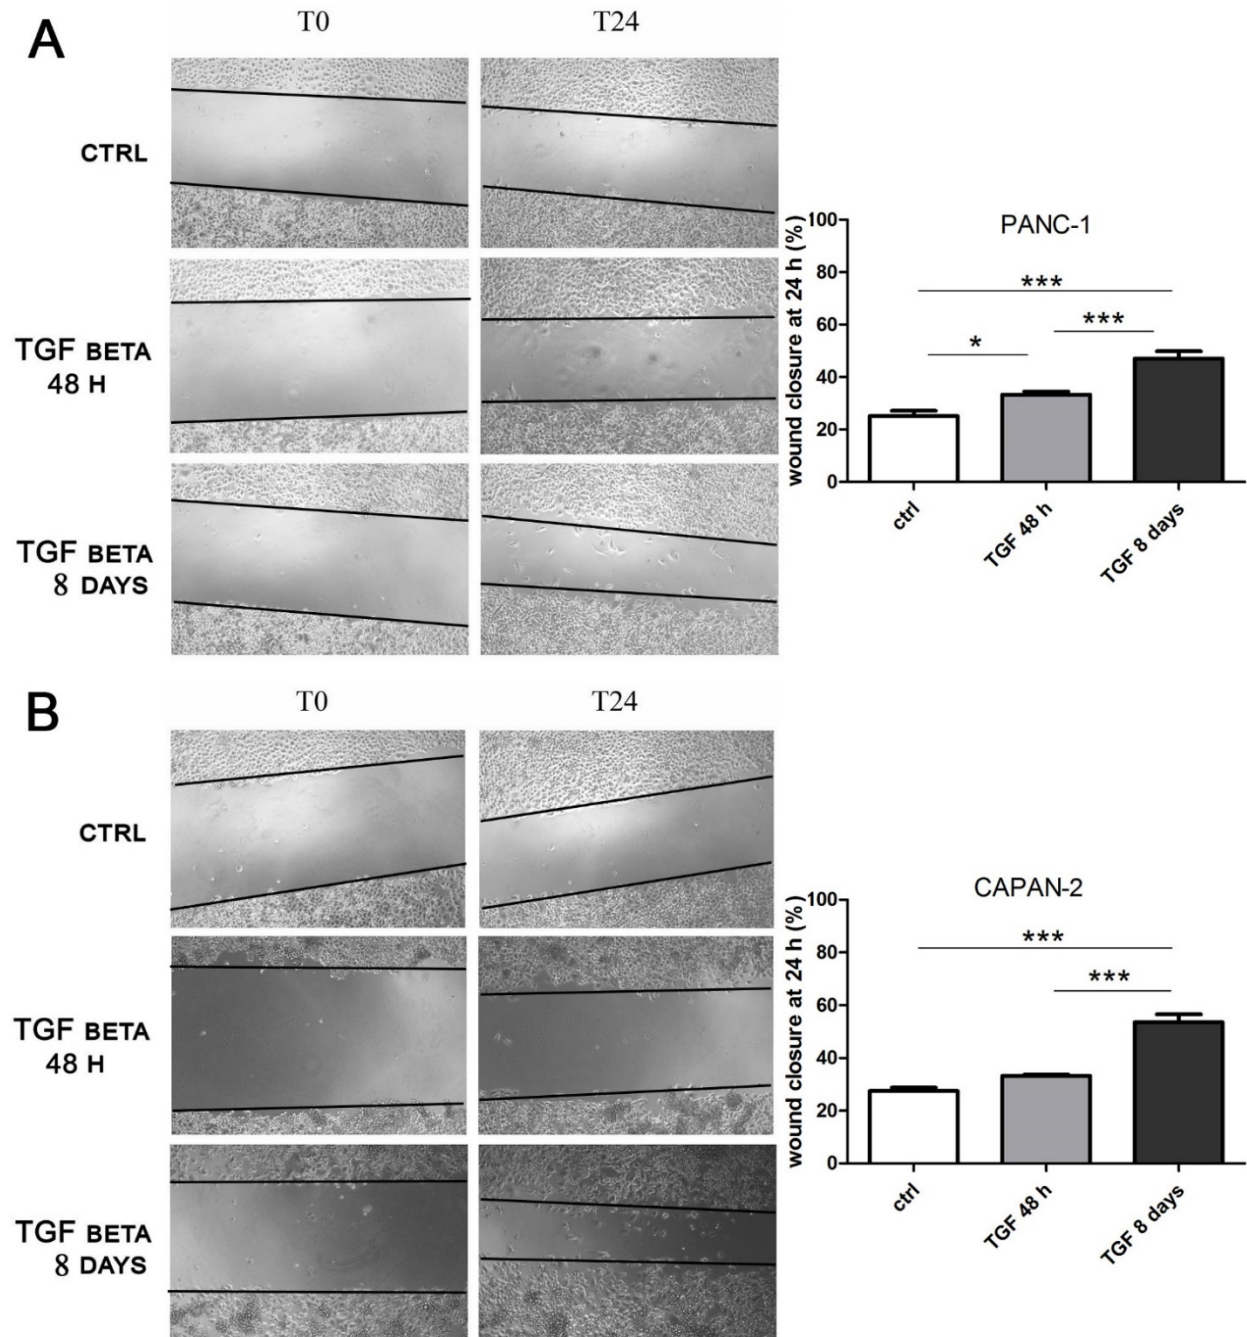 A
T0
T24
CTRL
TGF BETA
48 H
TGF BETA
8 DAYS
wound closure at 24 h (%)
PANC-1
100
80
60
40
20
0
***
***
*
ctrl
TGF 48 h
TGF 8 days
B
T0
T24
CTRL
TGF BETA
48 H
TGF BETA
8 DAYS
wound closure at 24 h (%)
CAPAN-2
100
80
60
40
20
0
***
***
ctrl
TGF 48 h
TGF 8 days